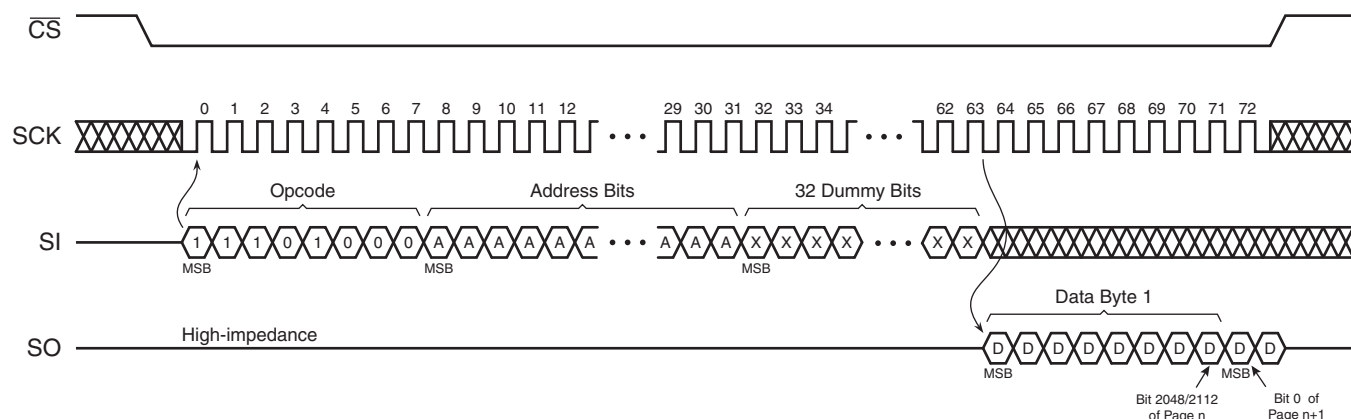 CS
SCK
0 1 2 3 4 5 6 7 8 9 10 11 12 29 30 31 32 33 34 62 63 64 65 66 67 68 69 70 71 72
Opcode Address Bits 32 Dummy Bits
SI
1 1 1 0 1 0 0 0 A A A A A A A A A X X X X X X
MSB MSB MSB
Data Byte 1
High-impedance
SO
D D D D D D D D D D
MSB MSB
Bit 2048/2112
of Page n
Bit 0 of
Page n+1